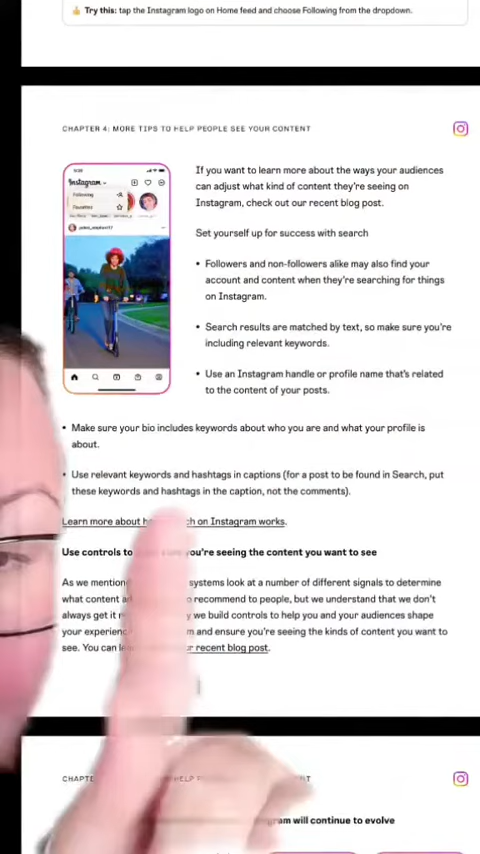 👍 Try this: tap the Instagram logo on Home feed and choose Following from the dropdown.
CHAPTER 4: MORE TIPS TO HELP PEOPLE SEE YOUR CONTENT
Instagram
Following
Favorites
If you want to learn more about the ways your audiences
can adjust what kind of content they're seeing on
Instagram, check out our recent blog post.
Set yourself up for success with search
• Followers and non-followers alike may also find your
account and content when they're searching for things
on Instagram.
• Search results are matched by text, so make sure you're
including relevant keywords.
• Use an Instagram handle or profile name that's related
to the content of your posts.
• Make sure your bio includes keywords about who you are and what your profile is
about.
• Use relevant keywords and hashtags in captions (for a post to be found in Search, put
these keywords and hashtags in the caption, not the comments).
Learn more about on Instagram works.
Use controls to you're seeing the content you want to
see
As we systems look at a number of different signals to determine
what content recommend to people, but we understand that we don't
always get it we build controls to help you and your audiences shape
your and ensure you're seeing the kinds of content you want to
see. You can recent blog post.
HELP
will continue to evolve